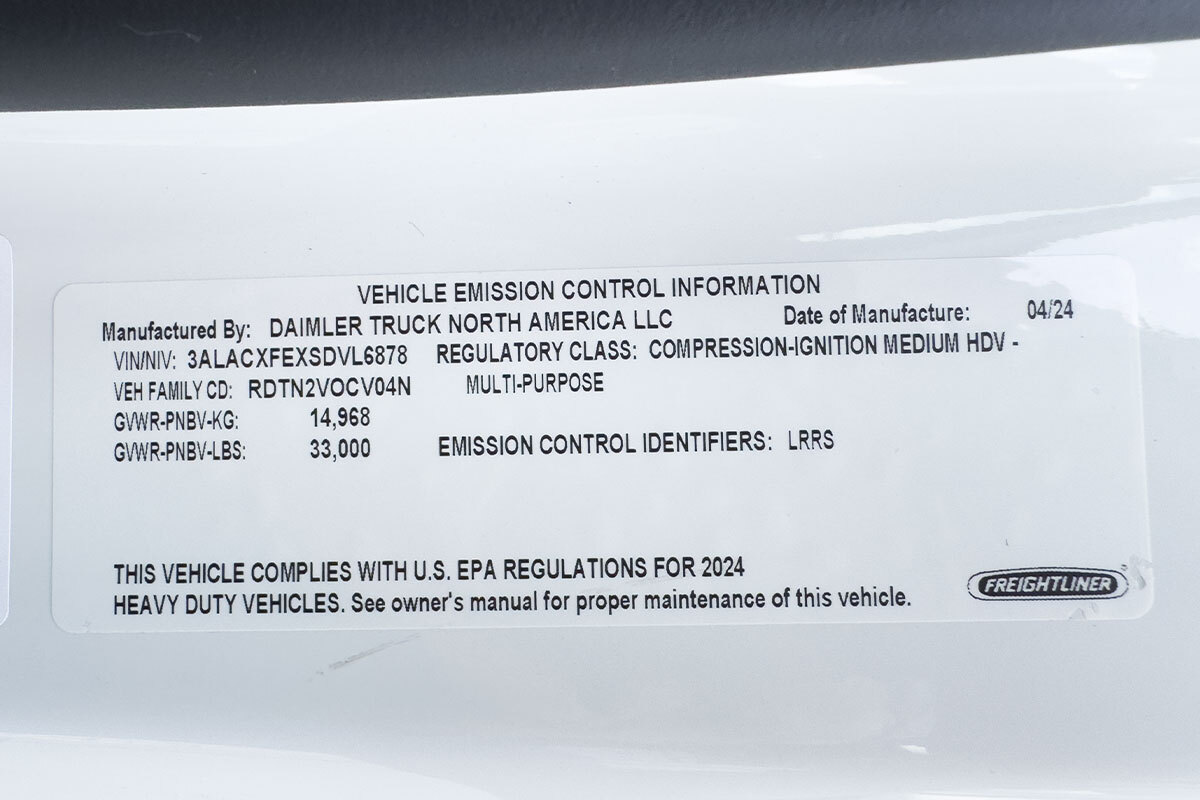 VEHICLE EMISSION CONTROL INFORMATION
Manufactured By: DAIMLER TRUCK NORTH AMERICA LLC Date of Manufacture: 04/24
VIN/NIV: 3ALACXFEXSDVL6878 REGULATORY CLASS: COMPRESSION-IGNITION MEDIUM HDV -
VEH FAMILY CD: RDTN2VOCV04N MULTI-PURPOSE
GVWR-PNBV-KG: 14,968
GVWR-PNBV-LBS: 33,000 EMISSION CONTROL IDENTIFIERS: LRRS
THIS VEHICLE COMPLIES WITH U.S. EPA REGULATIONS FOR 2024
HEAVY DUTY VEHICLES. See owner's manual for proper maintenance of this vehicle.
FREIGHTLINER